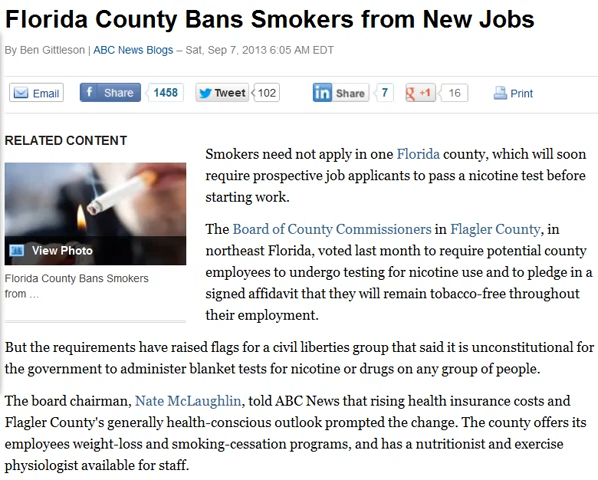 Florida County Bans Smokers from New Jobs
By Ben Gittleson | ABC News Blogs – Sat, Sep 7, 2013 6:05 AM EDT
Email Share 1458 Tweet 102 Share 7 +1 16 Print
RELATED CONTENT
View Photo
Florida County Bans Smokers
from ...
Smokers need not apply in one Florida county, which will soon
require prospective job applicants to pass a nicotine test before
starting work.
The Board of County Commissioners in Flagler County, in
northeast Florida, voted last month to require potential county
employees to undergo testing for nicotine use and to pledge in a
signed affidavit that they will remain tobacco-free throughout
their employment.
But the requirements have raised flags for a civil liberties group that said it is unconstitutional for
the government to administer blanket tests for nicotine or drugs on any group of people.
The board chairman, Nate McLaughlin, told ABC News that rising health insurance costs and
Flagler County's generally health-conscious outlook prompted the change. The county offers its
employees weight-loss and smoking-cessation programs, and has a nutritionist and exercise
physiologist available for staff.